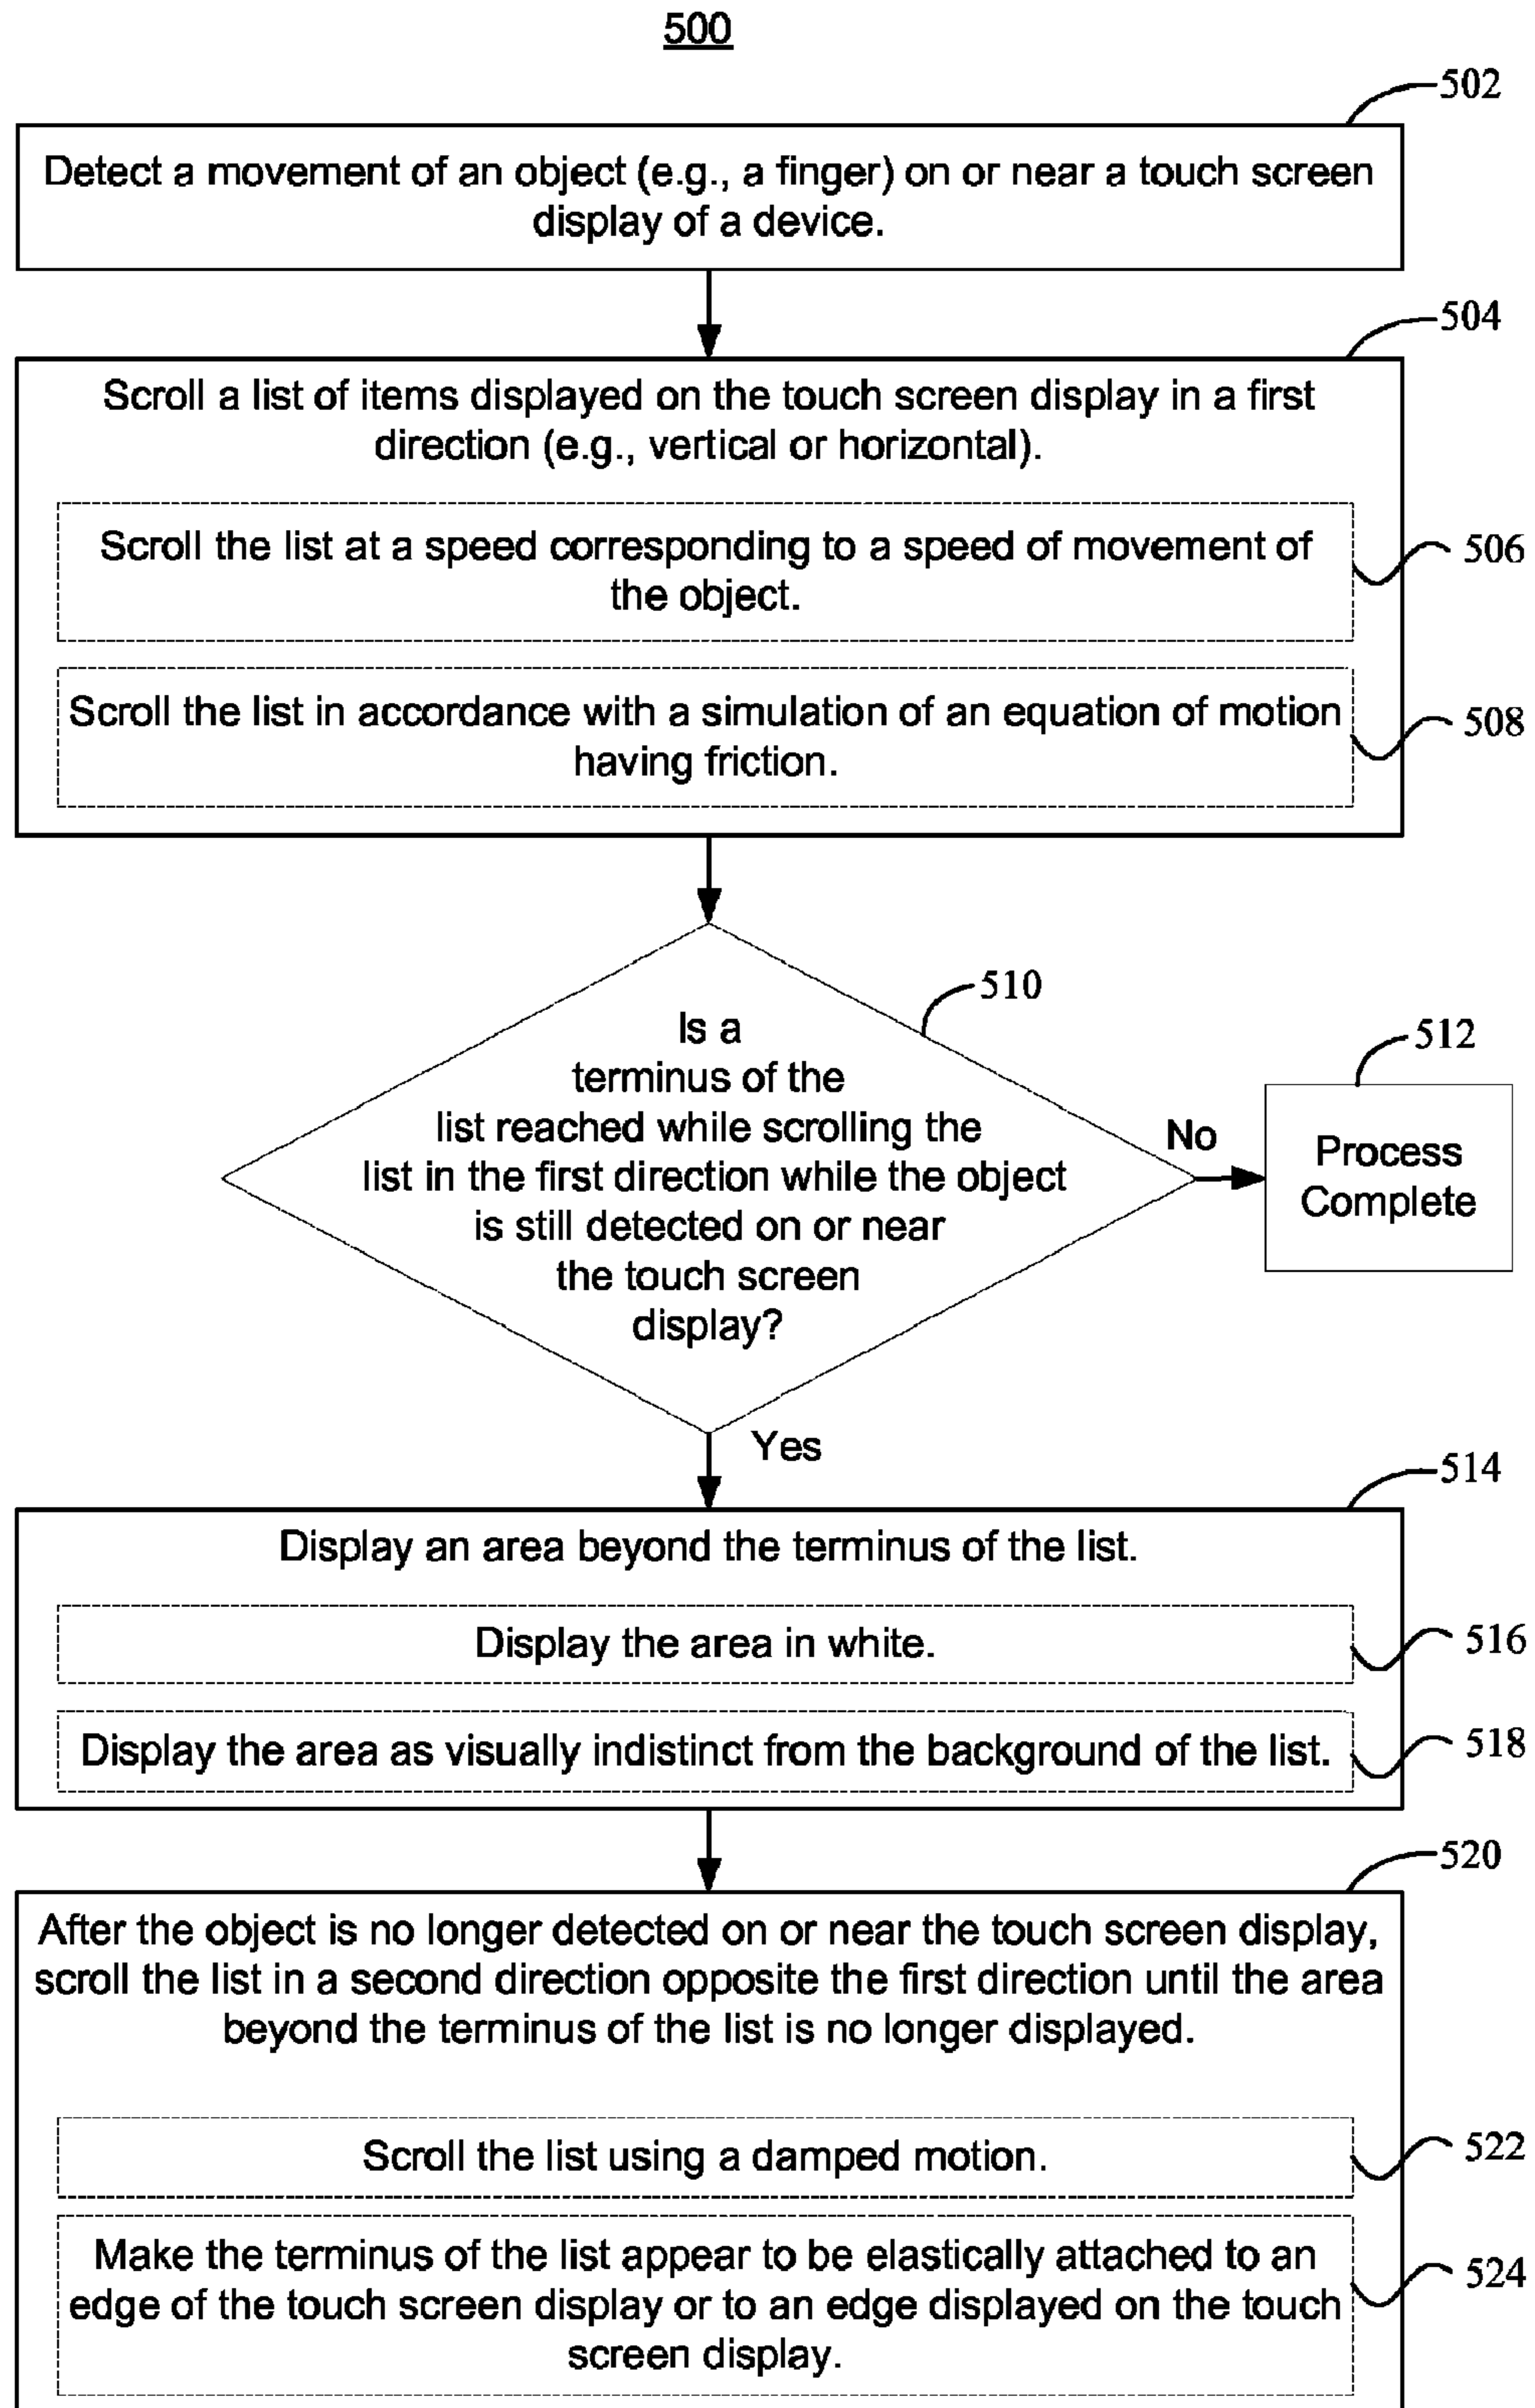 500
502
Detect a movement of an object (e.g., a finger) on or near a touch screen
display of a device.
504
Scroll a list of items displayed on the touch screen display in a first
direction (e.g., vertical or horizontal).
Scroll the list at a speed corresponding to a speed of movement of
the object.
506
Scroll the list in accordance with a simulation of an equation of motion
having friction.
508
510
Is a
terminus of the
list reached while scrolling the
list in the first direction while the object
is still detected on or near
the touch screen
display?
No
512
Process
Complete
Yes
514
Display an area beyond the terminus of the list.
Display the area in white.
516
Display the area as visually indistinct from the background of the list.
518
520
After the object is no longer detected on or near the touch screen display,
scroll the list in a second direction opposite the first direction until the area
beyond the terminus of the list is no longer displayed.
Scroll the list using a damped motion.
522
Make the terminus of the list appear to be elastically attached to an
edge of the touch screen display or to an edge displayed on the touch
screen display.
524